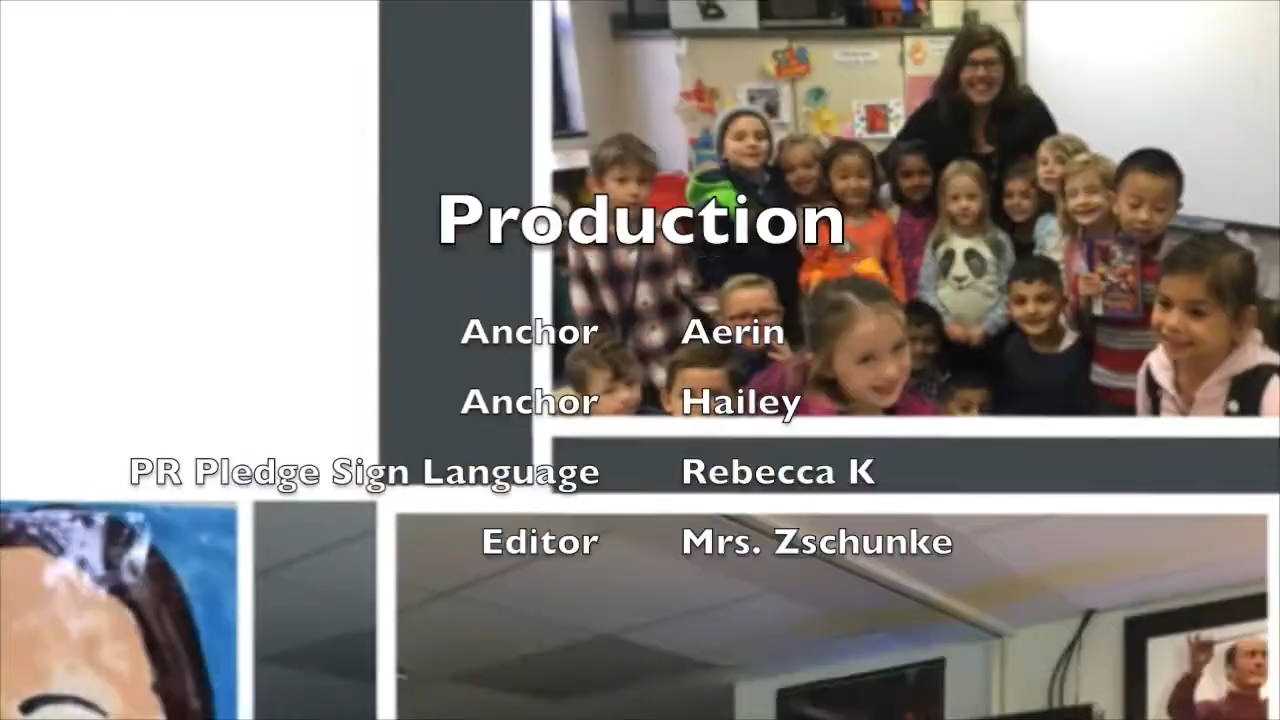 Production
Anchor Aerin
Anchor Hailey
PR Pledge Sign Language Rebecca K
Editor Mrs. Zschunke